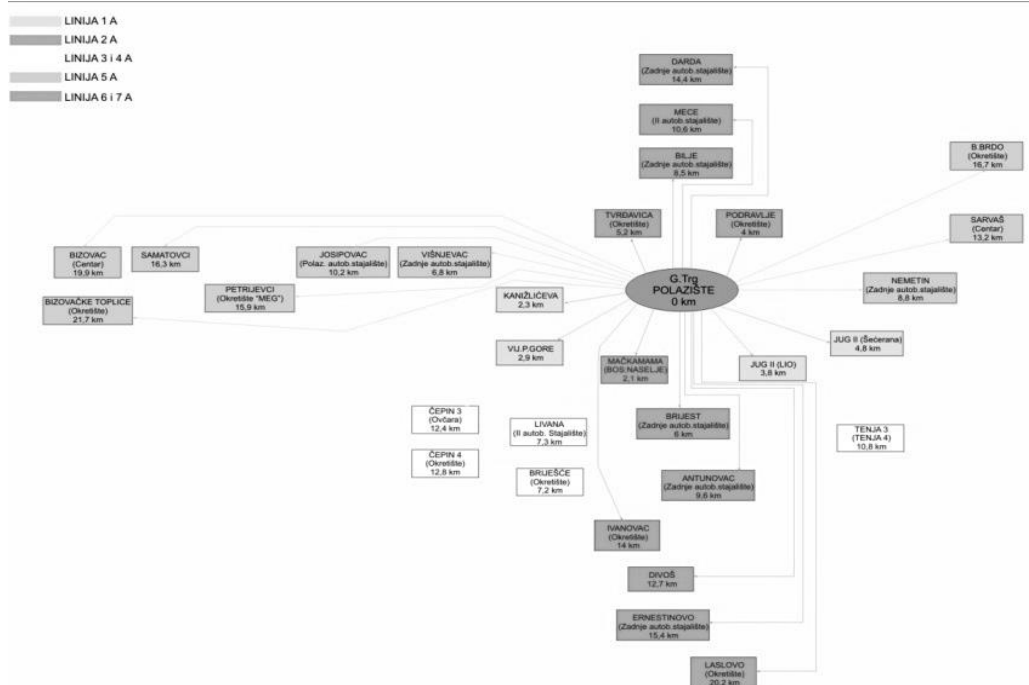 LINIJA 1 A
LINIJA 2 A
LINIJA 3 i 4 A
LINIJA 5 A
LINIJA 6 i 7 A
DARDA
(Zadnje autob.stajalište)
14,4 km
MECE
(II autob.stajalište)
10,6 km
BILJE
(Zadnje autob.stajalište)
8,5 km
B.BRDO
(Okretište)
16,7 km
TVRĐAVICA
(Okretište)
5,2 km
PODRAVLJE
(Okretište)
4 km
SARVAŠ
(Centar)
13,2 km
BIZOVAC
(Centar)
19,9 km
SAMATOVCI
16,3 km
JOSIPOVAC
(Polaz. autob.stajalište)
10,2 km
VIŠNJEVAC
(Zadnje autob.stajalište)
6,8 km
G.Trg
POLAZIŠTE
0 km
NEMETIN
(Zadnje autob.stajalište)
8,8 km
PETRIJEVCI
(Okretište "MEG")
15,9 km
BIZOVAČKE TOPLICE
(Okretište)
21,7 km
KANIŽLIĆEVA
2,3 km
VIJ.P.GORE
2,9 km
JUG II (Šećerana)
4,8 km
MAČKAMAMA
(BOS.NASELJE)
2,1 km
JUG II (LIO)
3,8 km
ČEPIN 3
(Ovčara)
12,4 km
LIVANA
(II autob. Stajalište)
7,3 km
BRIJEST
(Zadnje autob.stajalište)
6 km
TENJA 3
(TENJA 4)
10,8 km
ČEPIN 4
(Okretište)
12,8 km
BRIJEŠĆE
(Okretište)
7,2 km
ANTUNOVAC
(Zadnje autob.stajalište)
9,6 km
IVANOVAC
(Okretište)
14 km
DIVOŠ
12,7 km
ERNESTINOVO
(Zadnje autob.stajalište)
15,4 km
LASLOVO
(Okretište)
20,2 km